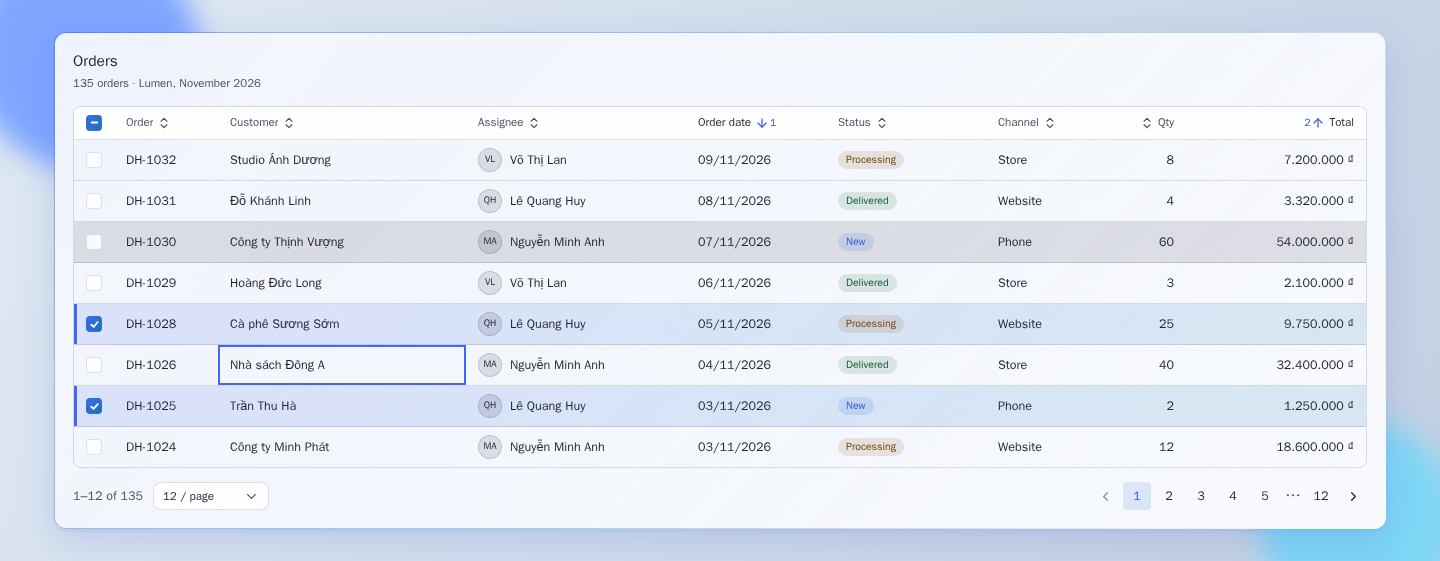 Orders
135 orders · Lumen, November 2026
Order Customer Assignee Order date 1 Status Channel Qty 2 Total
DH-1032 Studio Ánh Dương VL Võ Thị Lan 09/11/2026 Processing Store 8 7.200.000 ₫
DH-1031 Đỗ Khánh Linh QH Lê Quang Huy 08/11/2026 Delivered Website 4 3.320.000 ₫
DH-1030 Công ty Thịnh Vượng MA Nguyễn Minh Anh 07/11/2026 New Phone 60 54.000.000 ₫
DH-1029 Hoàng Đức Long VL Võ Thị Lan 06/11/2026 Delivered Store 3 2.100.000 ₫
DH-1028 Cà phê Sương Sớm QH Lê Quang Huy 05/11/2026 Processing Website 25 9.750.000 ₫
DH-1026 Nhà sách Đông A MA Nguyễn Minh Anh 04/11/2026 Delivered Store 40 32.400.000 ₫
DH-1025 Trần Thu Hà QH Lê Quang Huy 03/11/2026 New Phone 2 1.250.000 ₫
DH-1024 Công ty Minh Phát MA Nguyễn Minh Anh 03/11/2026 Processing Website 12 18.600.000 ₫
1–12 of 135 12 / page 1 2 3 4 5 ··· 12